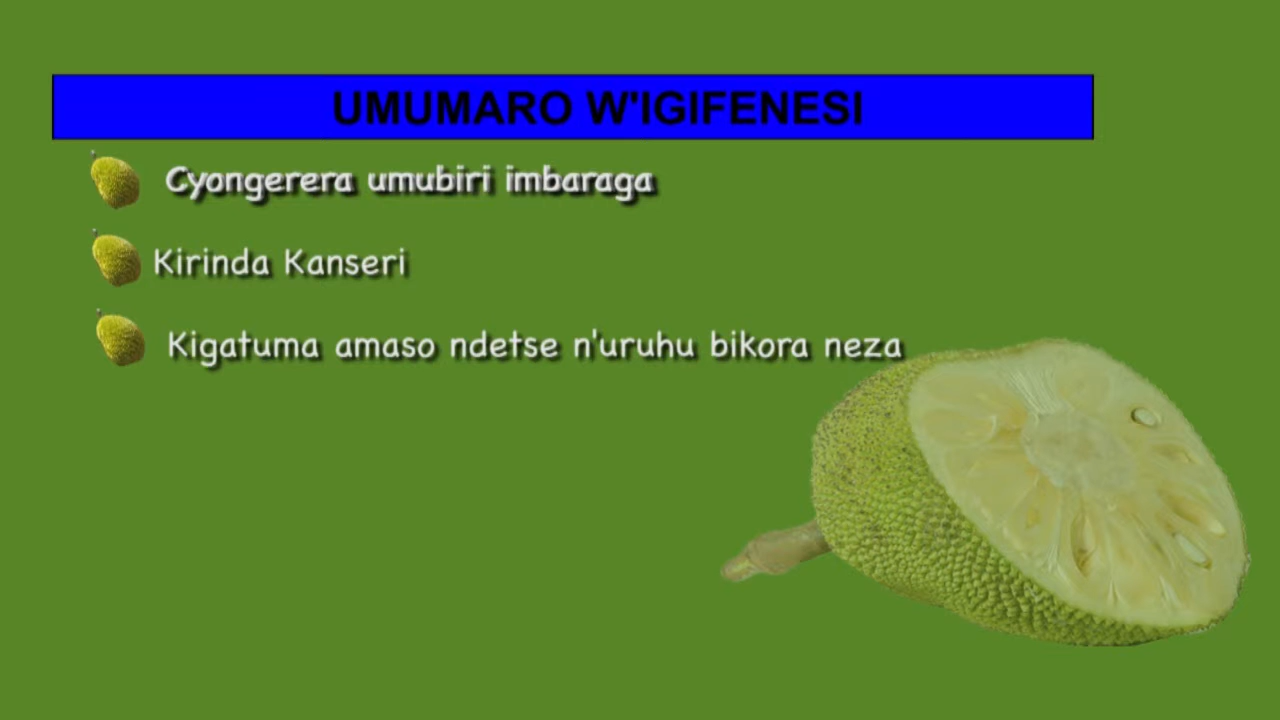 UMUMARO W'IGIFENESI
Cyongerera umubiri imbaraga
Kirinda Kanseri
Kigatuma amaso ndetse n'uruhu bikora neza